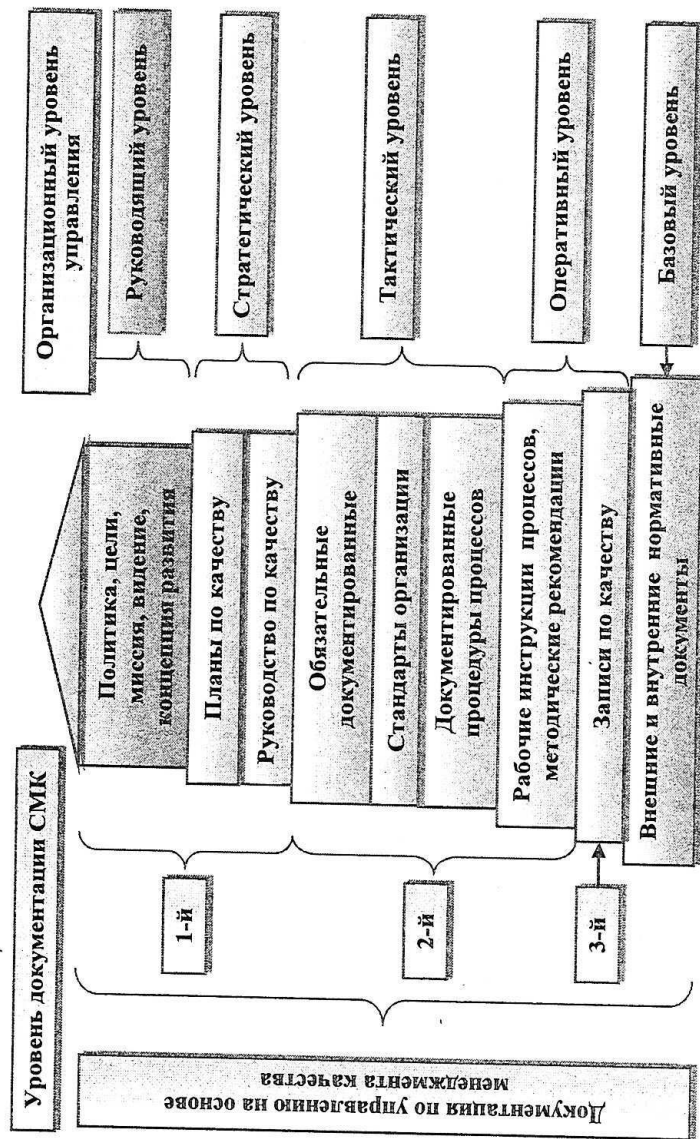 Уровень документации СМК
Организационный уровень
управления
Документация по управлению на основе
менеджмента качества
1-й
2-й
3-й
Политика, цели,
миссия, видение,
концепция развития
Планы по качеству
Руководство по качеству
Обязательные
документированные
Стандарты организации
Документированные
процедуры процессов
Рабочие инструкции процессов,
методические рекомендации
Записи по качеству
Внешние и внутренние нормативные
документы
Руководящий уровень
Стратегический уровень
Тактический уровень
Оперативный уровень
Базовый уровень